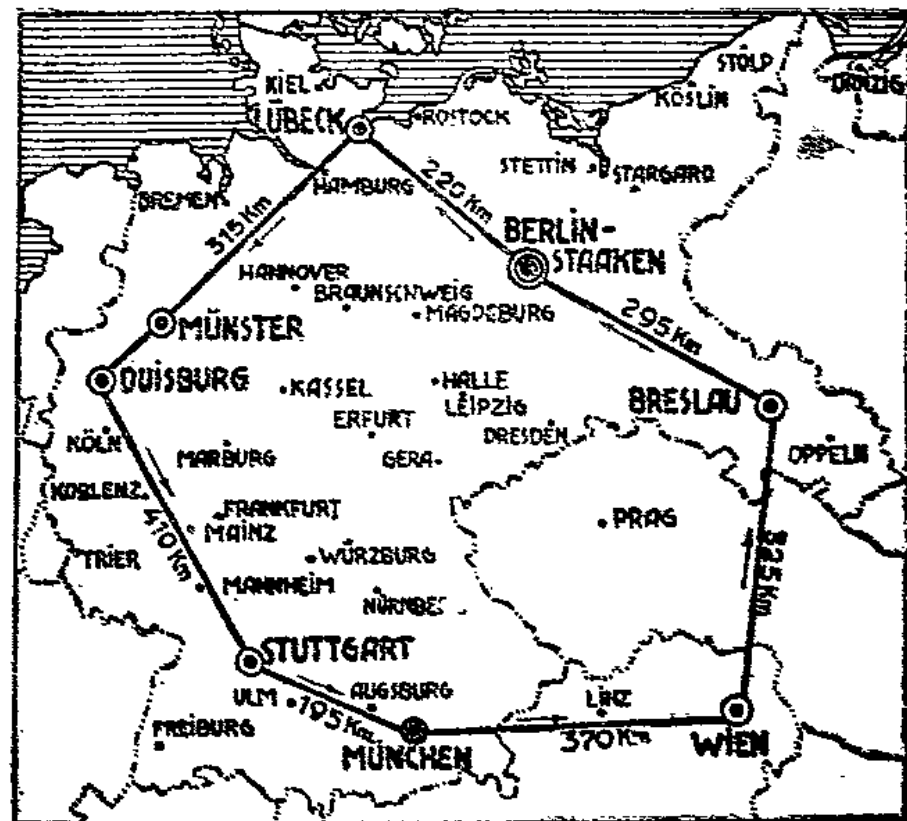 STOLP
DANZIG
KIEL
KÖSLIN
LÜBECK
ROSTOCK
STETTIN
STARGARD
HAMBURG
220 Km
BREMEN
315 Km
BERLIN-
STAAKEN
HANNOVER
BRAUNSCHWEIG
MAGDEBURG
295 Km
MÜNSTER
DUISBURG
KASSEL
HALLE
LEIPZIG
BRESLAU
ERFURT
DRESDEN
KÖLN
MARBURG
GERA
OPPELN
KOBLENZ
FRANKFURT
MAINZ
PRAG
410 Km
TRIER
WÜRZBURG
MANNHEIM
NÜRNBE
STUTTGART
ULM
AUGSBURG
LINZ
195 Km
FREIBURG
MÜNCHEN
370 Km
WIEN